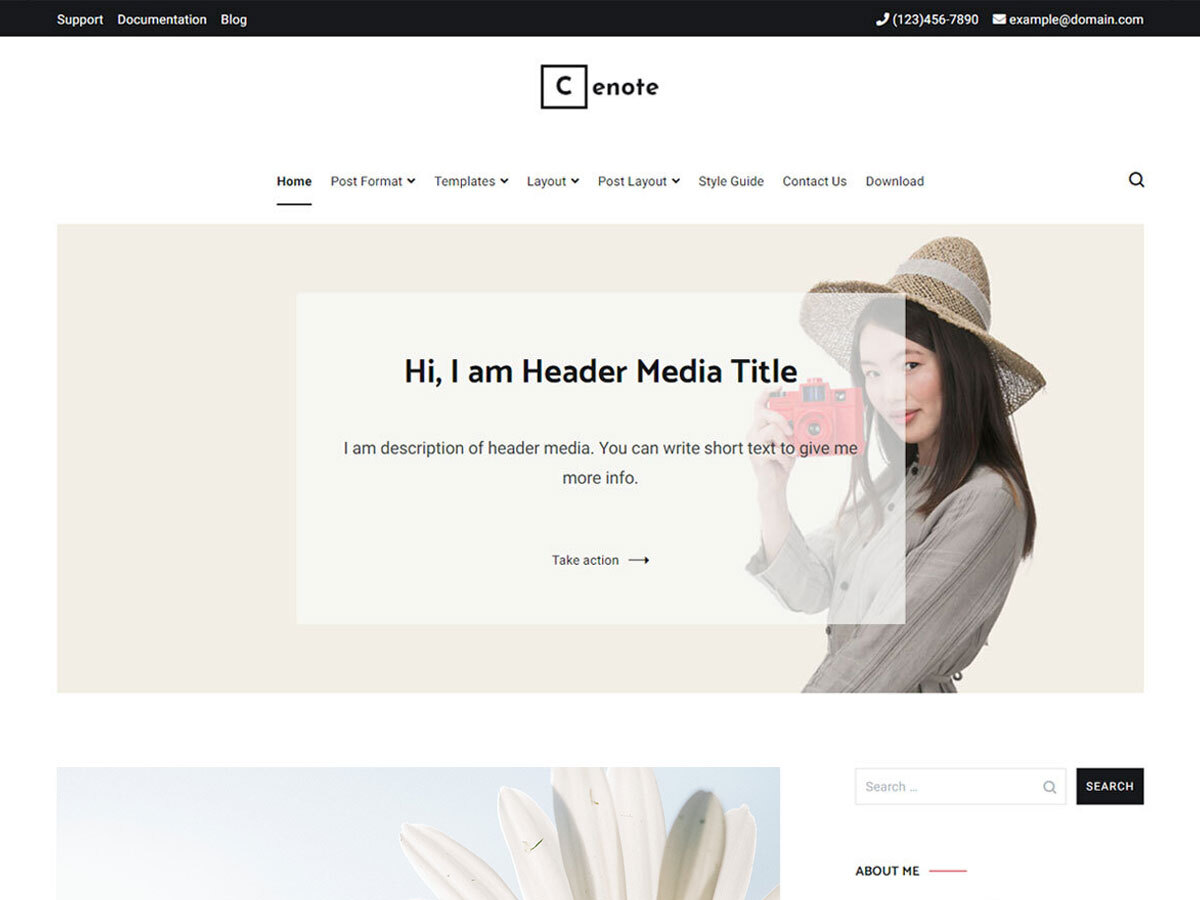 Support Documentation Blog (123)456-7890 example@domain.com
C enote
Home Post Format Templates Layout Post Layout Style Guide Contact Us Download
Hi, I am Header Media Title
I am description of header media. You can write short text to give me
more info.
Take action
Search ... SEARCH
ABOUT ME